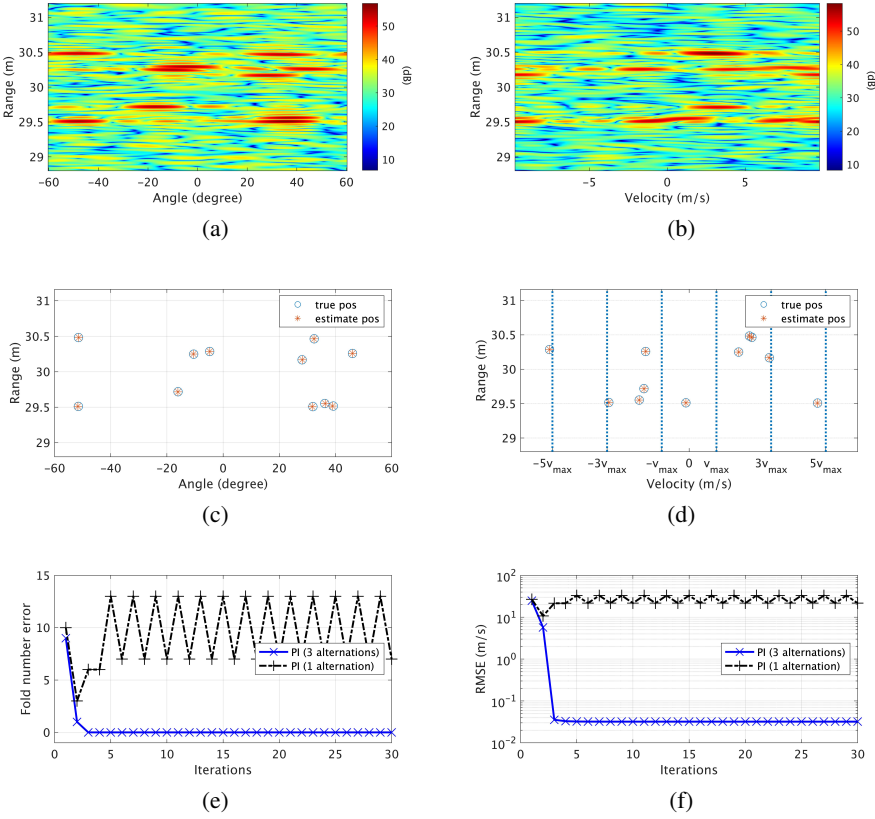 31
30.5
30
29.5
29
Range (m)
-60 -40 -20 0 20 40 60
Angle (degree)
50
40
30
20
10
(dB)
(a)
31
30.5
30
29.5
29
Range (m)
-5 0 5
Velocity (m/s)
50
40
30
20
10
(dB)
(b)
31
30.5
30
29.5
29
Range (m)
true pos
estimate pos
-60 -40 -20 0 20 40 60
Angle (degree)
(c)
31
30.5
30
29.5
29
Range (m)
true pos
estimate pos
-5vmax -3vmax -vmax 0 vmax 3vmax 5vmax
Velocity (m/s)
(d)
15
10
5
0
Fold number error
PI (3 alternations)
PI (1 alternation)
0 5 10 15 20 25 30
Iterations
(e)
10^2
10^1
10^0
10^-1
10^-2
RMSE (m/s)
PI (3 alternations)
PI (1 alternation)
0 5 10 15 20 25 30
Iterations
(f)